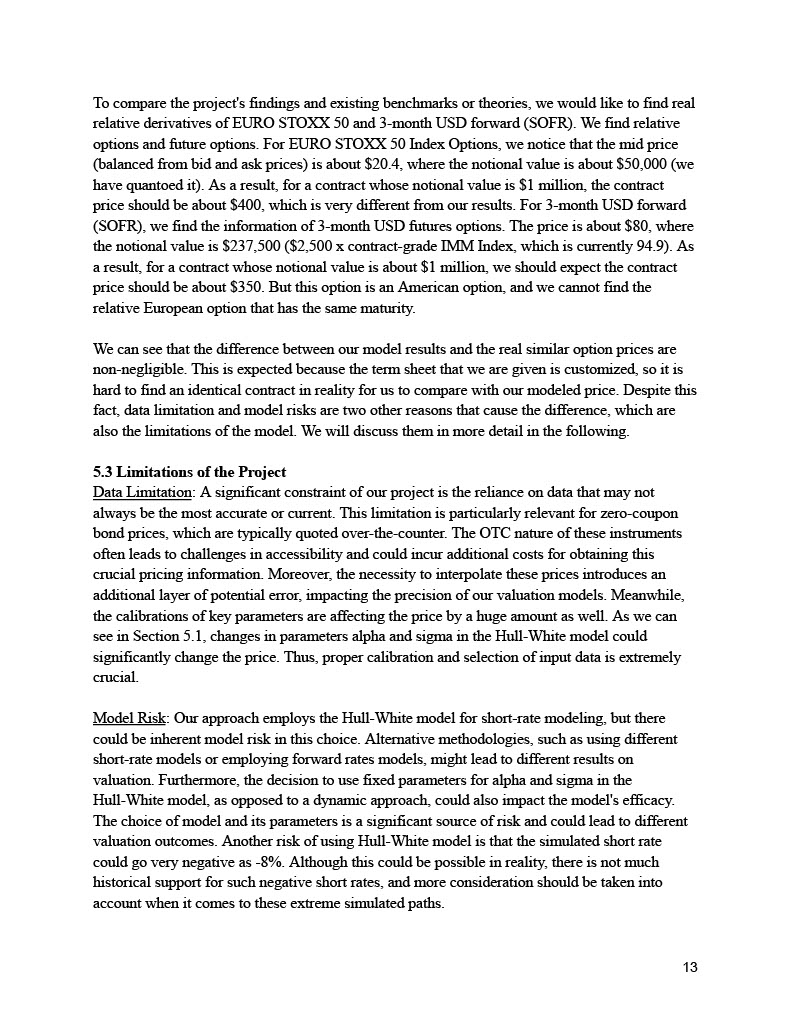 To compare the project's findings and existing benchmarks or theories, we would like to find real
relative derivatives of EURO STOXX 50 and 3-month USD forward (SOFR). We find relative
options and future options. For EURO STOXX 50 Index Options, we notice that the mid price
(balanced from bid and ask prices) is about $20.4, where the notional value is about $50,000 (we
have quantoed it). As a result, for a contract whose notional value is $1 million, the contract
price should be about $400, which is very different from our results. For 3-month USD forward
(SOFR), we find the information of 3-month USD futures options. The price is about $80, where
the notional value is $237,500 ($2,500 x contract-grade IMM Index, which is currently 94.9). As
a result, for a contract whose notional value is about $1 million, we should expect the contract
price should be about $350. But this option is an American option, and we cannot find the
relative European option that has the same maturity.
We can see that the difference between our model results and the real similar option prices are
non-negligible. This is expected because the term sheet that we are given is customized, so it is
hard to find an identical contract in reality for us to compare with our modeled price. Despite this
fact, data limitation and model risks are two other reasons that cause the difference, which are
also the limitations of the model. We will discuss them in more detail in the following.
5.3 Limitations of the Project
Data Limitation: A significant constraint of our project is the reliance on data that may not
always be the most accurate or current. This limitation is particularly relevant for zero-coupon
bond prices, which are typically quoted over-the-counter. The OTC nature of these instruments
often leads to challenges in accessibility and could incur additional costs for obtaining this
crucial pricing information. Moreover, the necessity to interpolate these prices introduces an
additional layer of potential error, impacting the precision of our valuation models. Meanwhile,
the calibrations of key parameters are affecting the price by a huge amount as well. As we can
see in Section 5.1, changes in parameters alpha and sigma in the Hull-White model could
significantly change the price. Thus, proper calibration and selection of input data is extremely
crucial.
Model Risk: Our approach employs the Hull-White model for short-rate modeling, but there
could be inherent model risk in this choice. Alternative methodologies, such as using different
short-rate models or employing forward rates models, might lead to different results on
valuation. Furthermore, the decision to use fixed parameters for alpha and sigma in the
Hull-White model, as opposed to a dynamic approach, could also impact the model's efficacy.
The choice of model and its parameters is a significant source of risk and could lead to different
valuation outcomes. Another risk of using Hull-White model is that the simulated short rate
could go very negative as -8%. Although this could be possible in reality, there is not much
historical support for such negative short rates, and more consideration should be taken into
account when it comes to these extreme simulated paths.
13